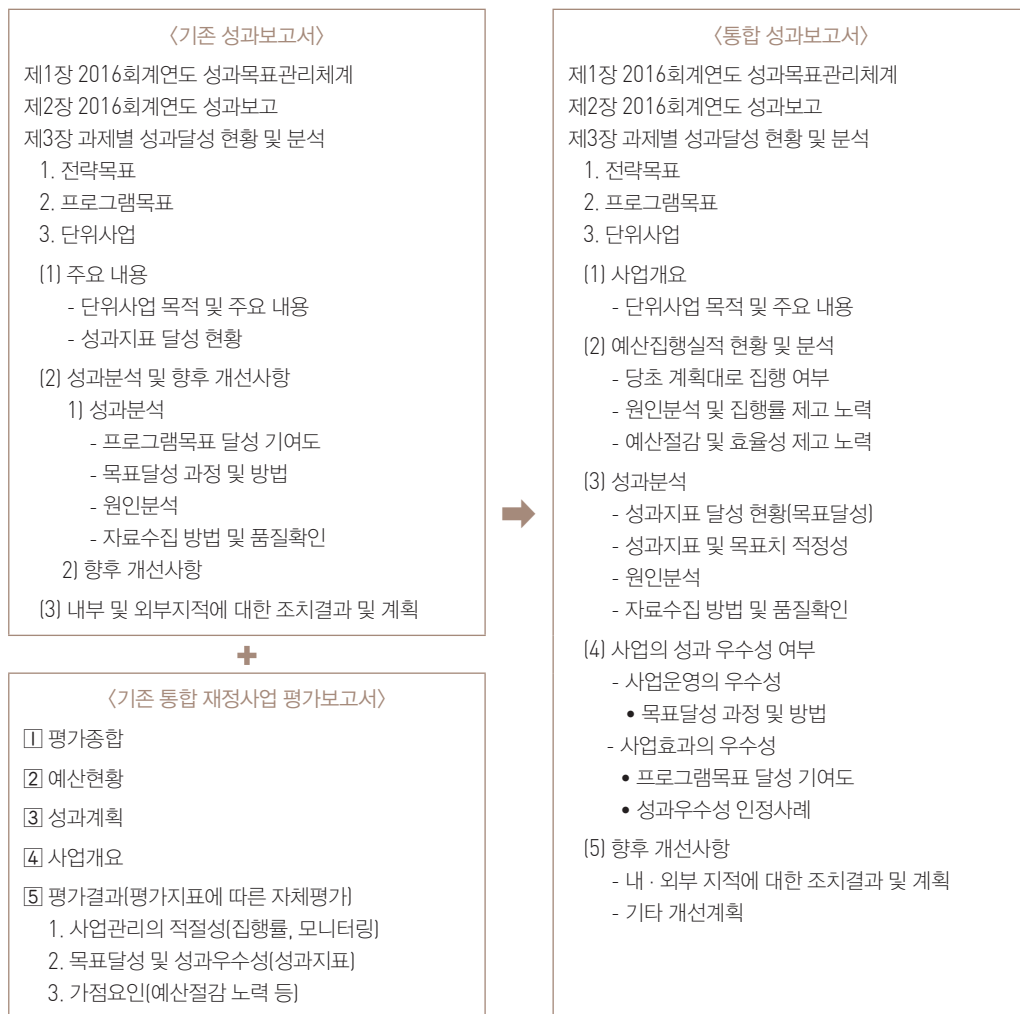 〈기존 성과보고서〉
제1장 2016회계연도 성과목표관리체계
제2장 2016회계연도 성과보고
제3장 과제별 성과달성 현황 및 분석
1. 전략목표
2. 프로그램목표
3. 단위사업
(1) 주요 내용
- 단위사업 목적 및 주요 내용
- 성과지표 달성 현황
(2) 성과분석 및 향후 개선사항
1) 성과분석
- 프로그램목표 달성 기여도
- 목표달성 과정 및 방법
- 원인분석
- 자료수집 방법 및 품질확인
2) 향후 개선사항
(3) 내부 및 외부지적에 대한 조치결과 및 계획
+
〈기존 통합 재정사업 평가보고서〉
1 평가종합
2 예산현황
3 성과계획
4 사업개요
5 평가결과(평가지표에 따른 자체평가)
1. 사업관리의 적절성(집행률, 모니터링)
2. 목표달성 및 성과우수성(성과지표)
3. 가점요인(예산절감 노력 등)
〈통합 성과보고서〉
제1장 2016회계연도 성과목표관리체계
제2장 2016회계연도 성과보고
제3장 과제별 성과달성 현황 및 분석
1. 전략목표
2. 프로그램목표
3. 단위사업
(1) 사업개요
- 단위사업 목적 및 주요 내용
(2) 예산집행실적 현황 및 분석
- 당초 계획대로 집행 여부
- 원인분석 및 집행률 제고 노력
- 예산절감 및 효율성 제고 노력
(3) 성과분석
- 성과지표 달성 현황(목표달성)
- 성과지표 및 목표치 적정성
- 원인분석
- 자료수집 방법 및 품질확인
(4) 사업의 성과 우수성 여부
- 사업운영의 우수성
• 목표달성 과정 및 방법
- 사업효과의 우수성
• 프로그램목표 달성 기여도
• 성과우수성 인정사례
(5) 향후 개선사항
- 내 · 외부 지적에 대한 조치결과 및 계획
- 기타 개선계획